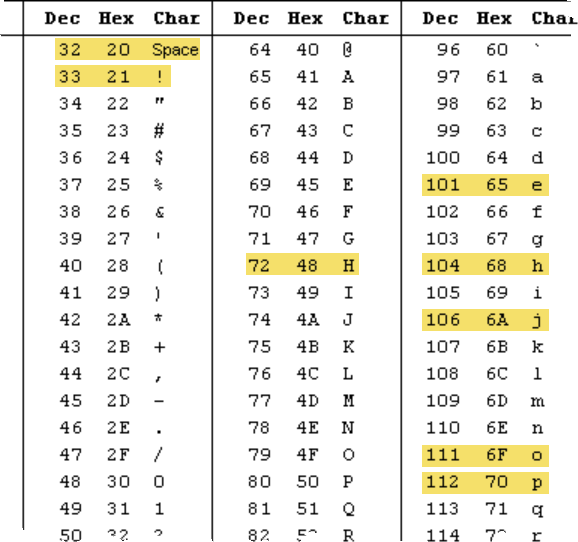 Dec Hex Char Dec Hex Char Dec Hex Char
32 20 Space 64 40 @ 96 60 `
33 21 ! 65 41 A 97 61 a
34 22 " 66 42 B 98 62 b
35 23 # 67 43 C 99 63 c
36 24 $ 68 44 D 100 64 d
37 25 % 69 45 E 101 65 e
38 26 & 70 46 F 102 66 f
39 27 ' 71 47 G 103 67 g
40 28 ( 72 48 H 104 68 h
41 29 ) 73 49 I 105 69 i
42 2A * 74 4A J 106 6A j
43 2B + 75 4B K 107 6B k
44 2C , 76 4C L 108 6C l
45 2D - 77 4D M 109 6D m
46 2E . 78 4E N 110 6E n
47 2F / 79 4F O 111 6F o
48 30 0 80 50 P 112 70 p
49 31 1 81 51 Q 113 71 q
50 32 2 82 52 R 114 72 r